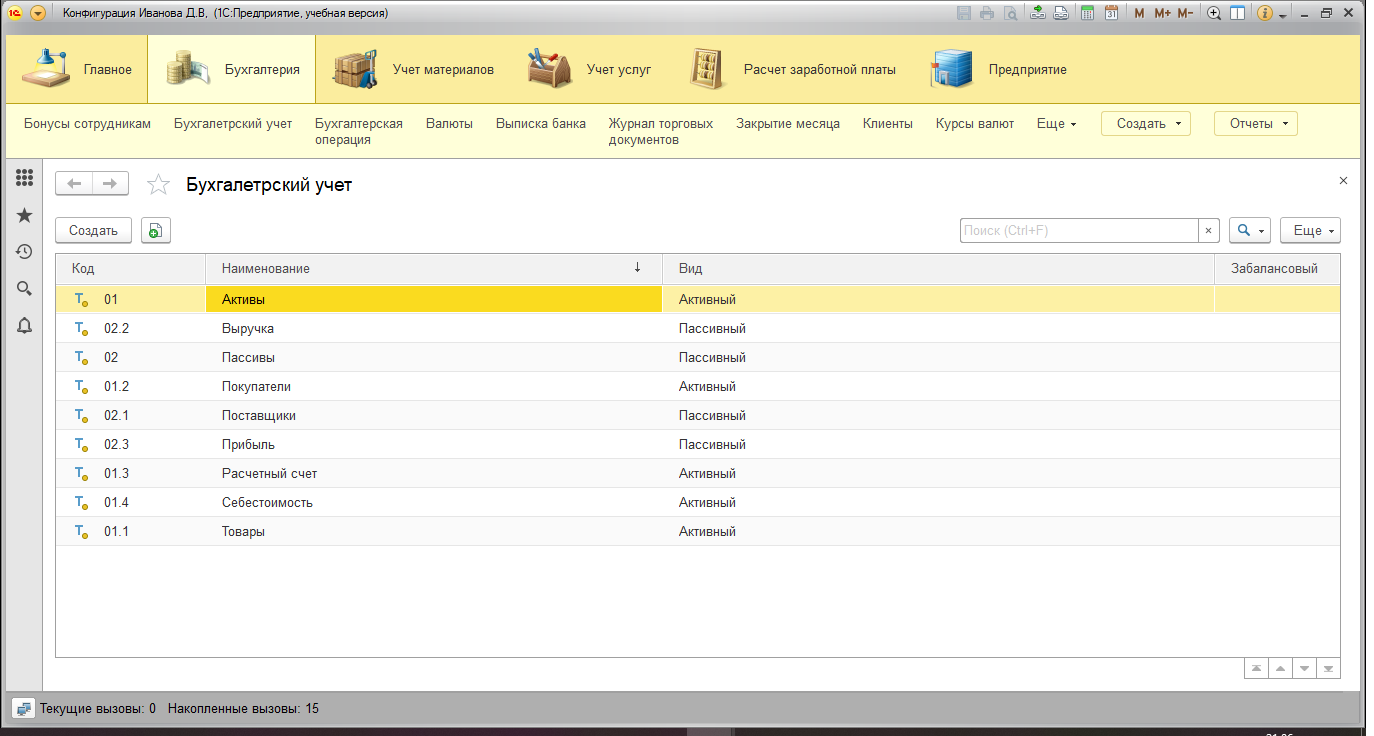 Конфигурация Иванова Д.В, (1С:Предприятие, учебная версия)
M M+ M-
Главное Бухгалтерия Учет материалов Учет услуг Расчет заработной платы Предприятие
Бонусы сотрудникам Бухгалетрский учет Бухгалтерская операция Валюты Выписка банка Журнал торговых документов Закрытие месяца Клиенты Курсы валют Еще Создать Отчеты
Бухгалетрский учет
Создать Поиск (Ctrl+F) Еще
Код Наименование Вид Забалансовый
01 Активы Активный
02.2 Выручка Пассивный
02 Пассивы Пассивный
01.2 Покупатели Активный
02.1 Поставщики Пассивный
02.3 Прибыль Пассивный
01.3 Расчетный счет Активный
01.4 Себестоимость Активный
01.1 Товары Активный
Текущие вызовы: 0 Накопленные вызовы: 15